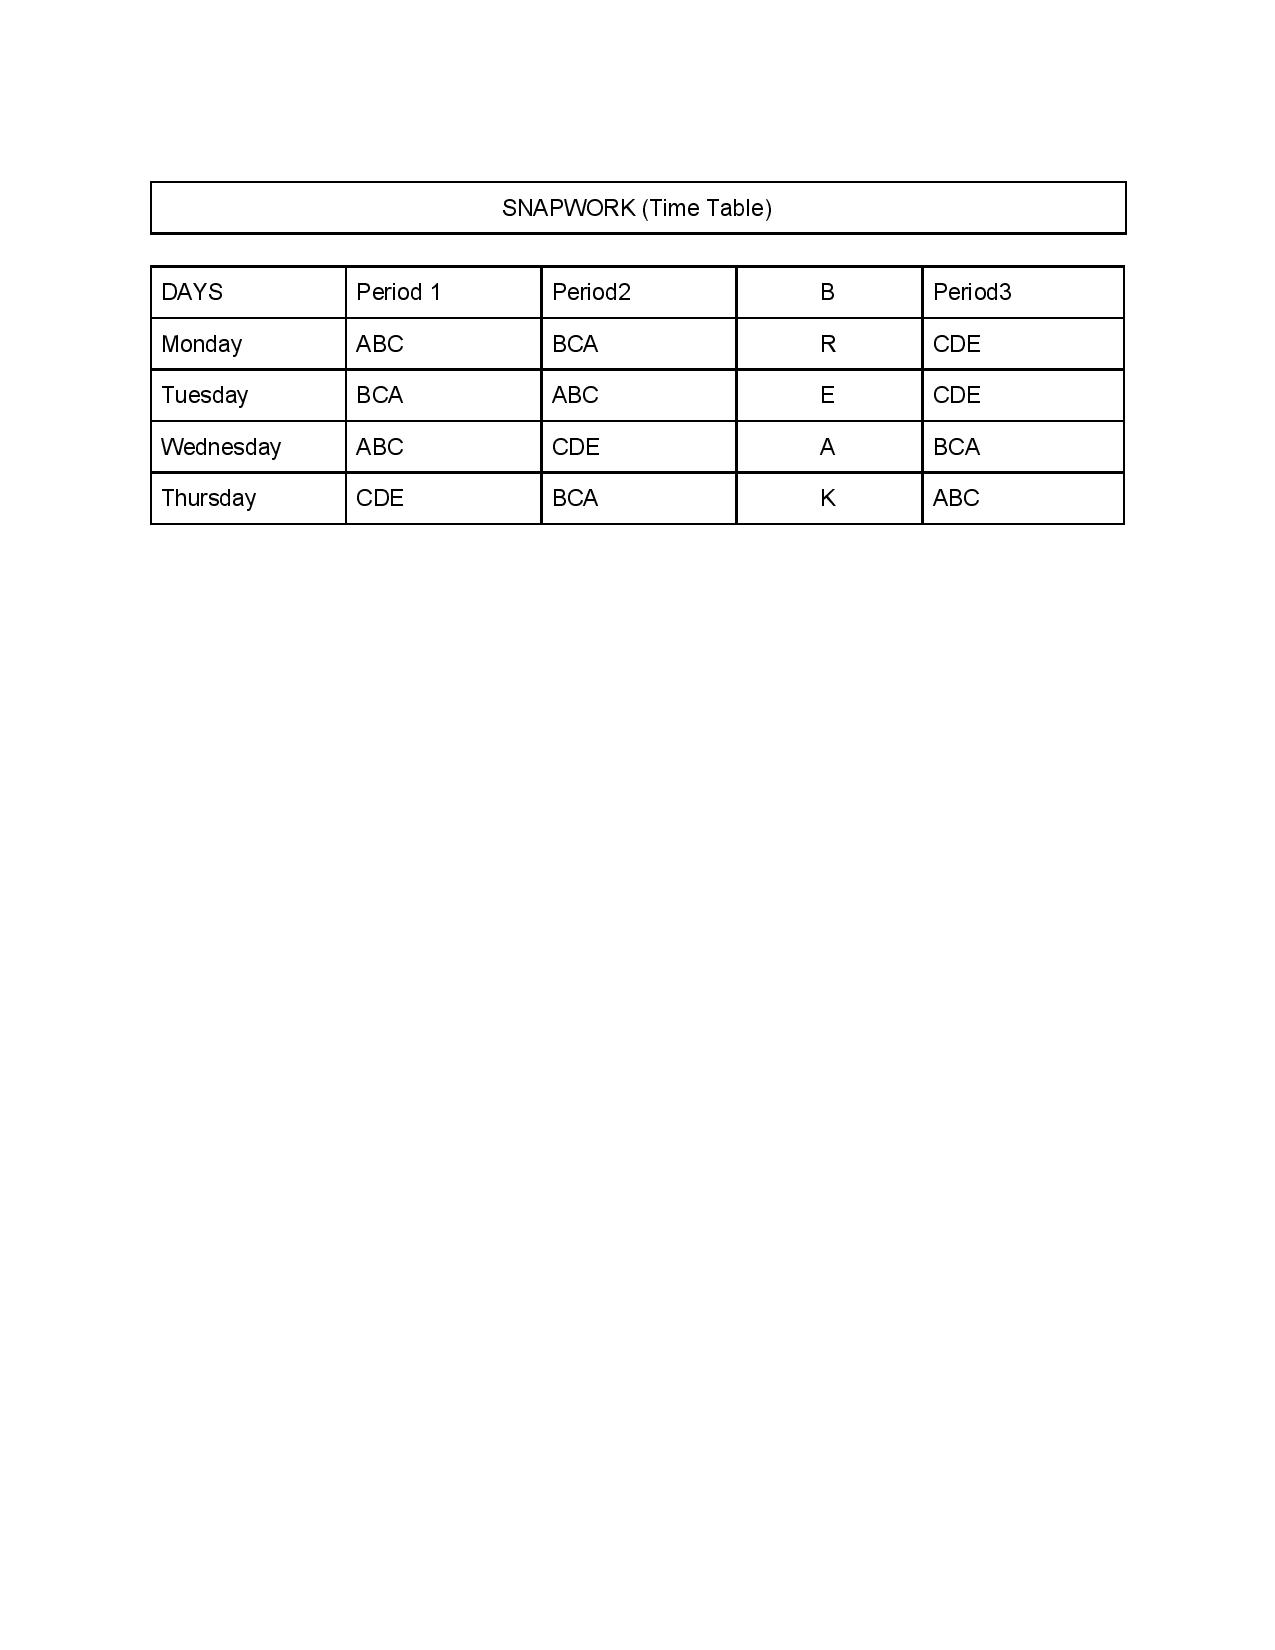 SNAPWORK (Time Table)
DAYS Period 1 Period2 B Period3
Monday ABC BCA R CDE
Tuesday BCA ABC E CDE
Wednesday ABC CDE A BCA
Thursday CDE BCA K ABC